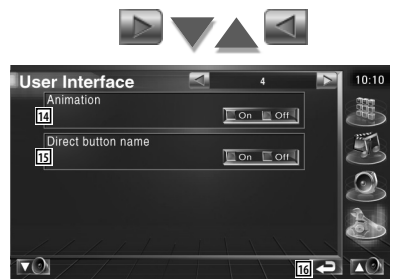 User Interface 4 10:10
Animation
14 On Off
Direct button name
15 On Off
16